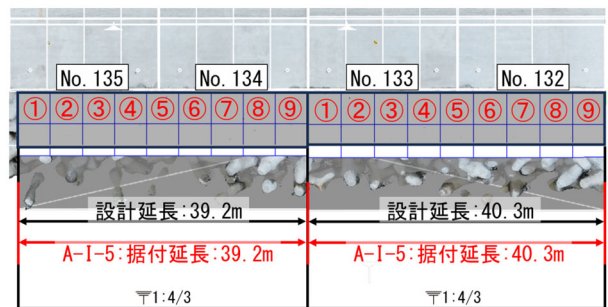 No. 135 No. 134 No. 133 No. 132
① ② ③ ④ ⑤ ⑥ ⑦ ⑧ ⑨ ① ② ③ ④ ⑤ ⑥ ⑦ ⑧ ⑨
設計延長:39.2m 設計延長:40.3m
A-I-5:据付延長:39.2m A-I-5:据付延長:40.3m
1:4/3 1:4/3